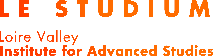 LE STUDIUM
Loire Valley
Institute for Advanced Studies